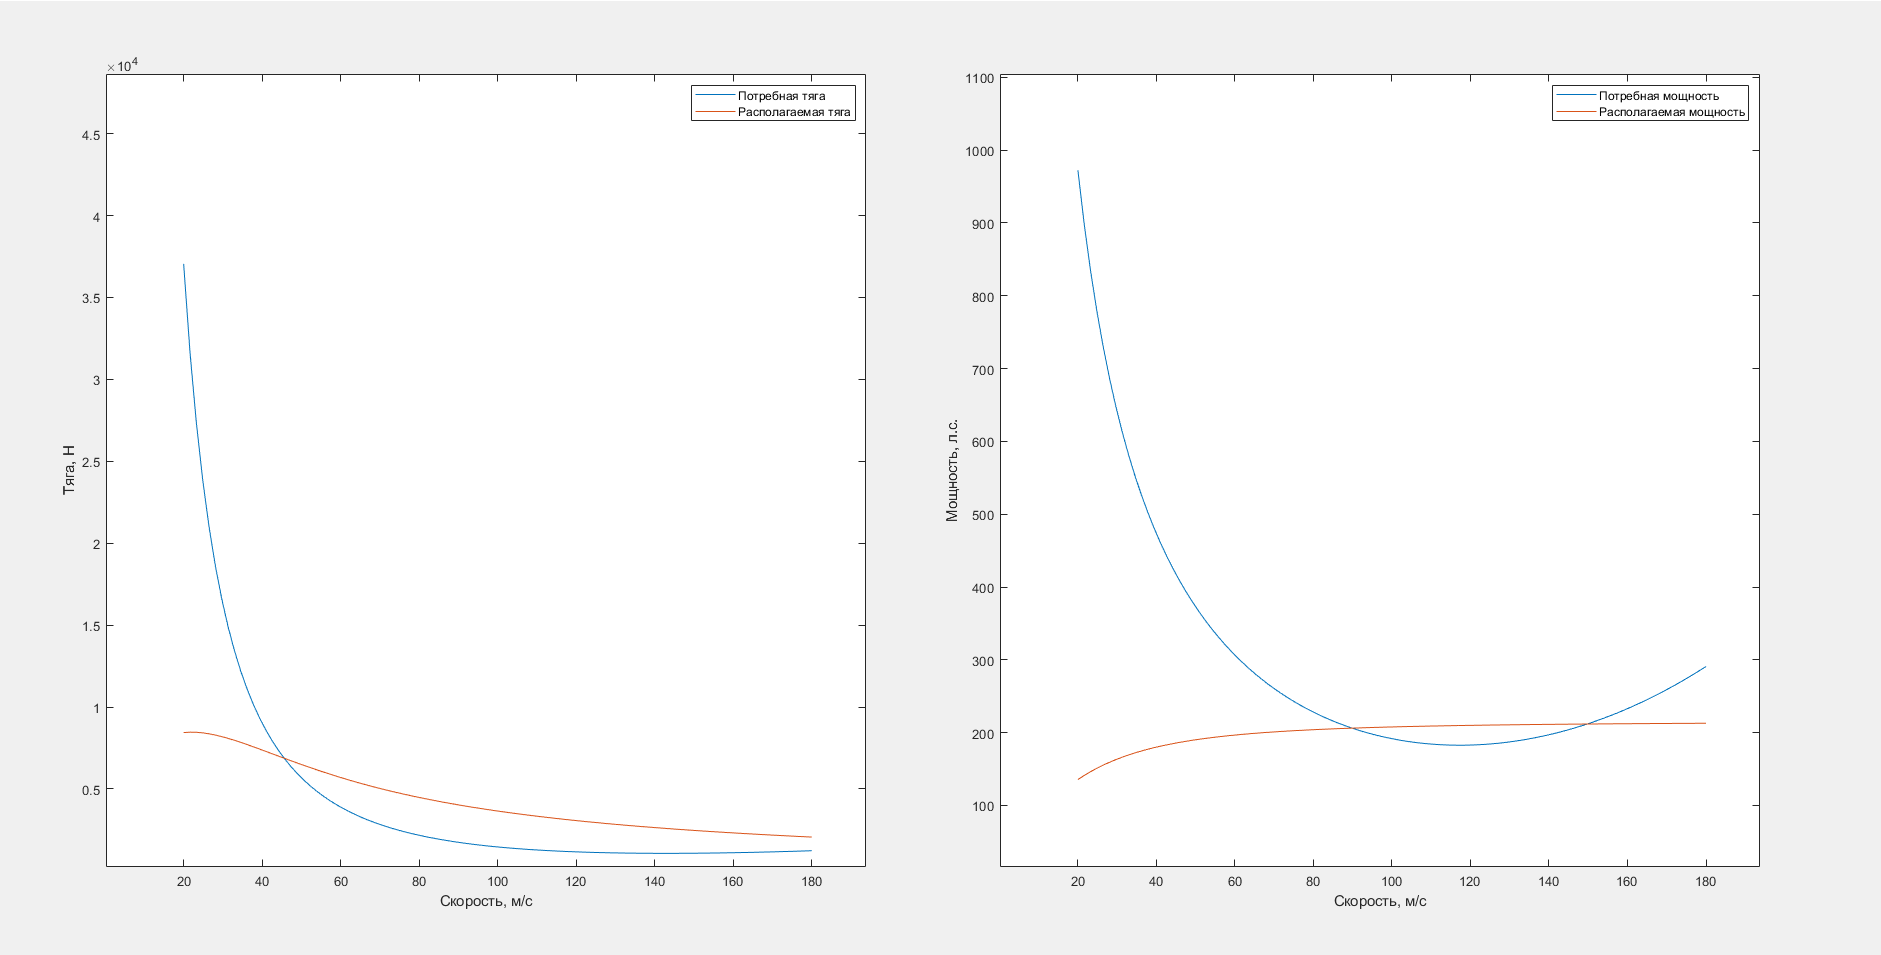 ×10⁴
Потребная тяга
Располагаемая тяга
4.5
4
3.5
3
2.5
2
1.5
1
0.5
Тяга, Н
20 40 60 80 100 120 140 160 180
Скорость, м/с
Потребная мощность
Располагаемая мощность
1100
1000
900
800
700
600
500
400
300
200
100
Мощность, л.с.
20 40 60 80 100 120 140 160 180
Скорость, м/с